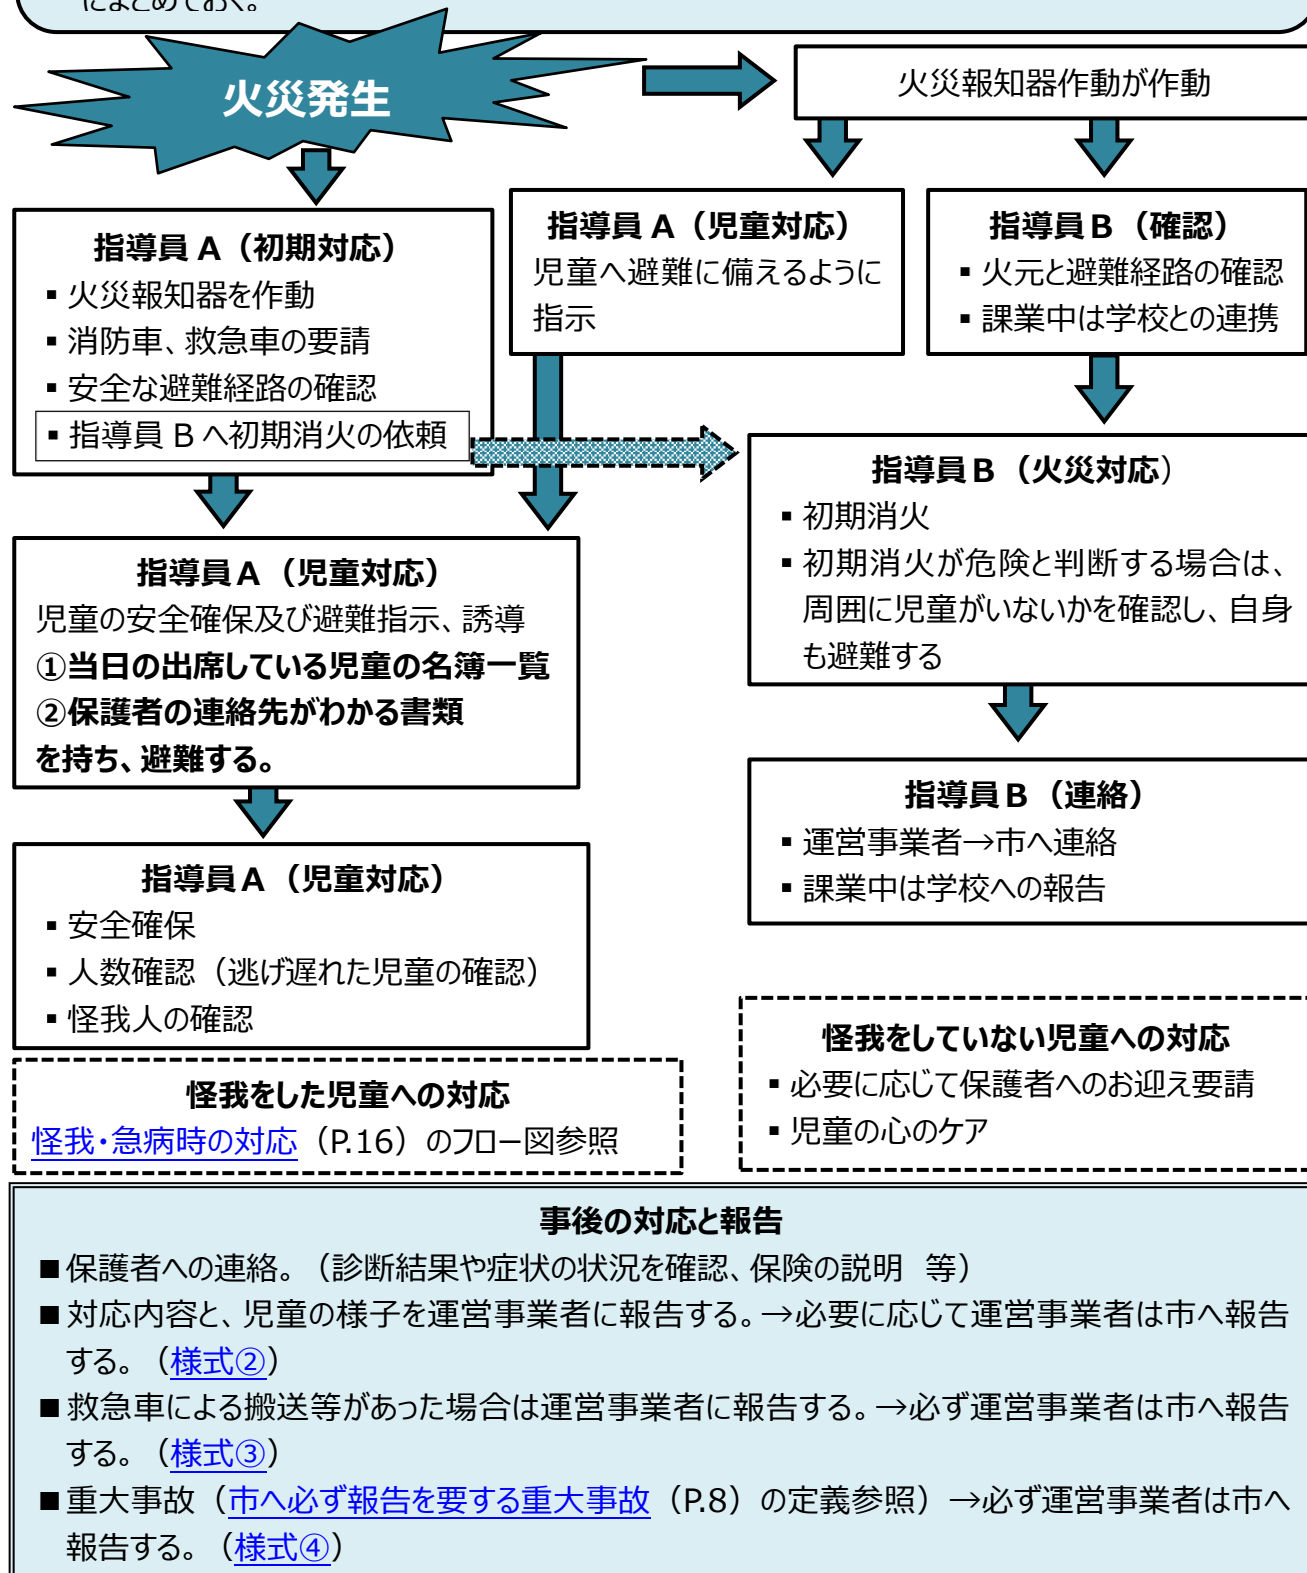 にまとめておく。
火災発生
火災報知器作動が作動
指導員 A（初期対応）
▪ 火災報知器を作動
▪ 消防車、救急車の要請
▪ 安全な避難経路の確認
▪ 指導員 B へ初期消火の依頼
指導員 A（児童対応）
児童へ避難に備えるように
指示
指導員 B（確認）
▪ 火元と避難経路の確認
▪ 課業中は学校との連携
指導員 B（火災対応）
▪ 初期消火
▪ 初期消火が危険と判断する場合は、
周囲に児童がいないかを確認し、自身
も避難する
指導員 A（児童対応）
児童の安全確保及び避難指示、誘導
①当日の出席している児童の名簿一覧
②保護者の連絡先がわかる書類
を持ち、避難する。
指導員 B（連絡）
▪ 運営事業者→市へ連絡
▪ 課業中は学校への報告
指導員 A（児童対応）
▪ 安全確保
▪ 人数確認（逃げ遅れた児童の確認）
▪ 怪我人の確認
怪我をした児童への対応
怪我・急病時の対応（P.16）のフロー図参照
怪我をしていない児童への対応
▪ 必要に応じて保護者へのお迎え要請
▪ 児童の心のケア
事後の対応と報告
■ 保護者への連絡。（診断結果や症状の状況を確認、保険の説明　等）
■ 対応内容と、児童の様子を運営事業者に報告する。→必要に応じて運営事業者は市へ報告
する。（様式②）
■ 救急車による搬送等があった場合は運営事業者に報告する。→必ず運営事業者は市へ報告
する。（様式③）
■ 重大事故（市へ必ず報告を要する重大事故（P.8）の定義参照）→必ず運営事業者は市へ
報告する。（様式④）